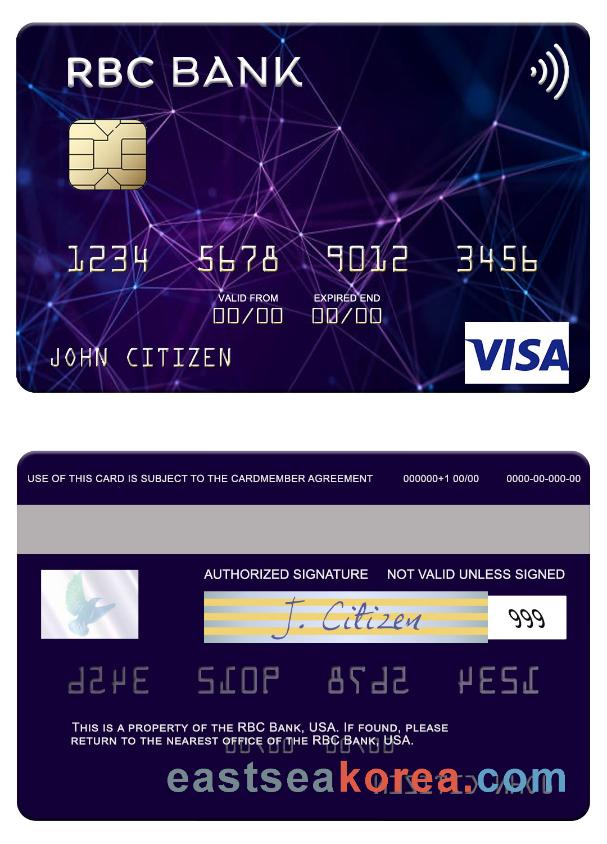 RBC BANK
1234 5678 9012 3456
VALID FROM EXPIRED END
00/00 00/00
JOHN CITIZEN
VISA
USE OF THIS CARD IS SUBJECT TO THE CARDMEMBER AGREEMENT 000000+1 00/00 0000-00-000-00
AUTHORIZED SIGNATURE NOT VALID UNLESS SIGNED
J. Citizen
999
THIS IS A PROPERTY OF THE RBC BANK, USA. IF FOUND, PLEASE
RETURN TO THE NEAREST OFFICE OF THE RBC BANK, USA.
eastseakorea.com